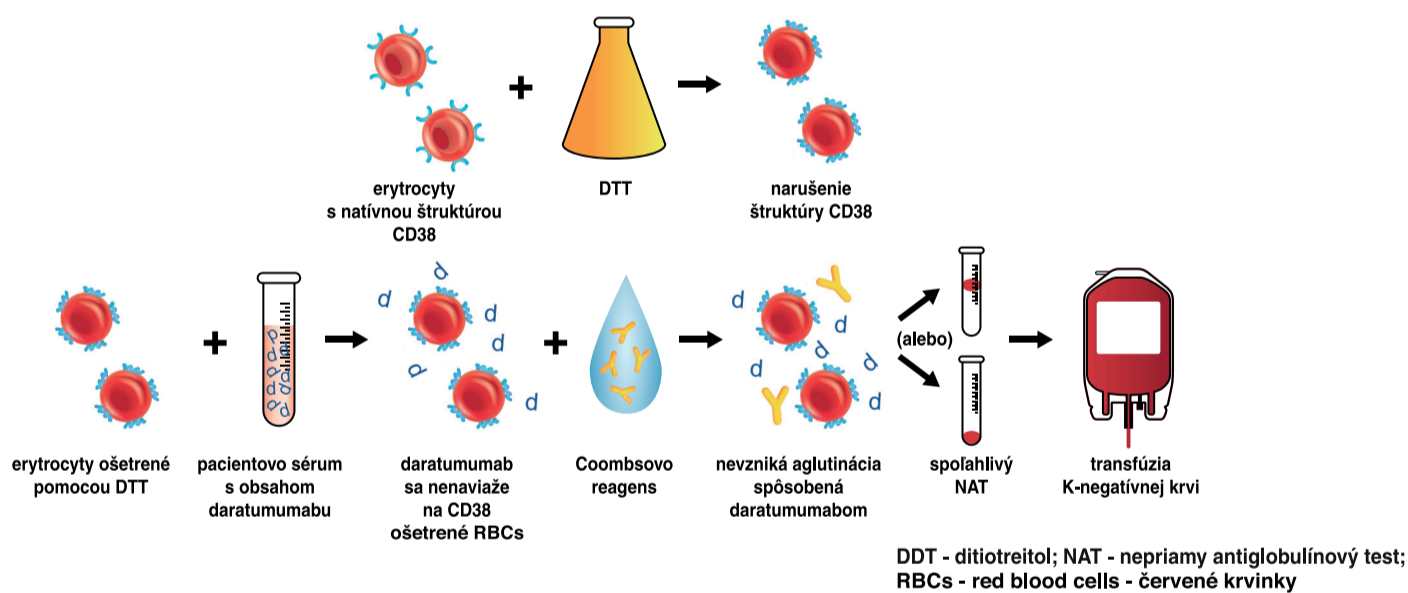 erytrocyty
s natívnou štruktúrou
CD38
DTT
narušenie
štruktúry CD38
d
d
d
d
d
d
d
d
d
d
d
d
(alebo)
erytrocyty ošetrené
pomocou DTT
pacientovo sérum
s obsahom
daratumumabu
daratumumab
sa nenaviaže
na CD38
ošetrené RBCs
Coombsovo
reagens
nevzniká aglutinácia
spôsobená
daratumumabom
spoľahlivý
NAT
transfúzia
K-negatívnej krvi
DDT - ditiotreitol; NAT - nepriamy antiglobulínový test;
RBCs - red blood cells - červené krvinky